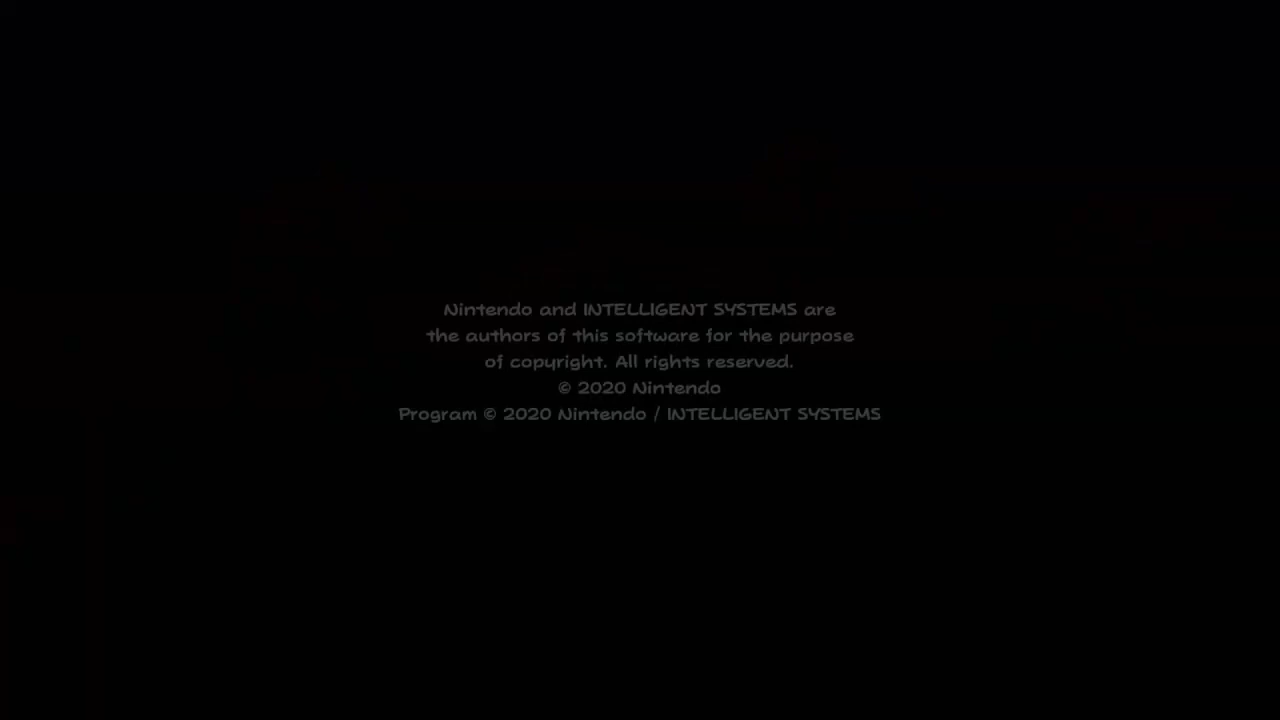 Nintendo and INTELLIGENT SYSTEMS are
the authors of this software for the purpose
of copyright. All rights reserved.
© 2020 Nintendo
Program © 2020 Nintendo / INTELLIGENT SYSTEMS